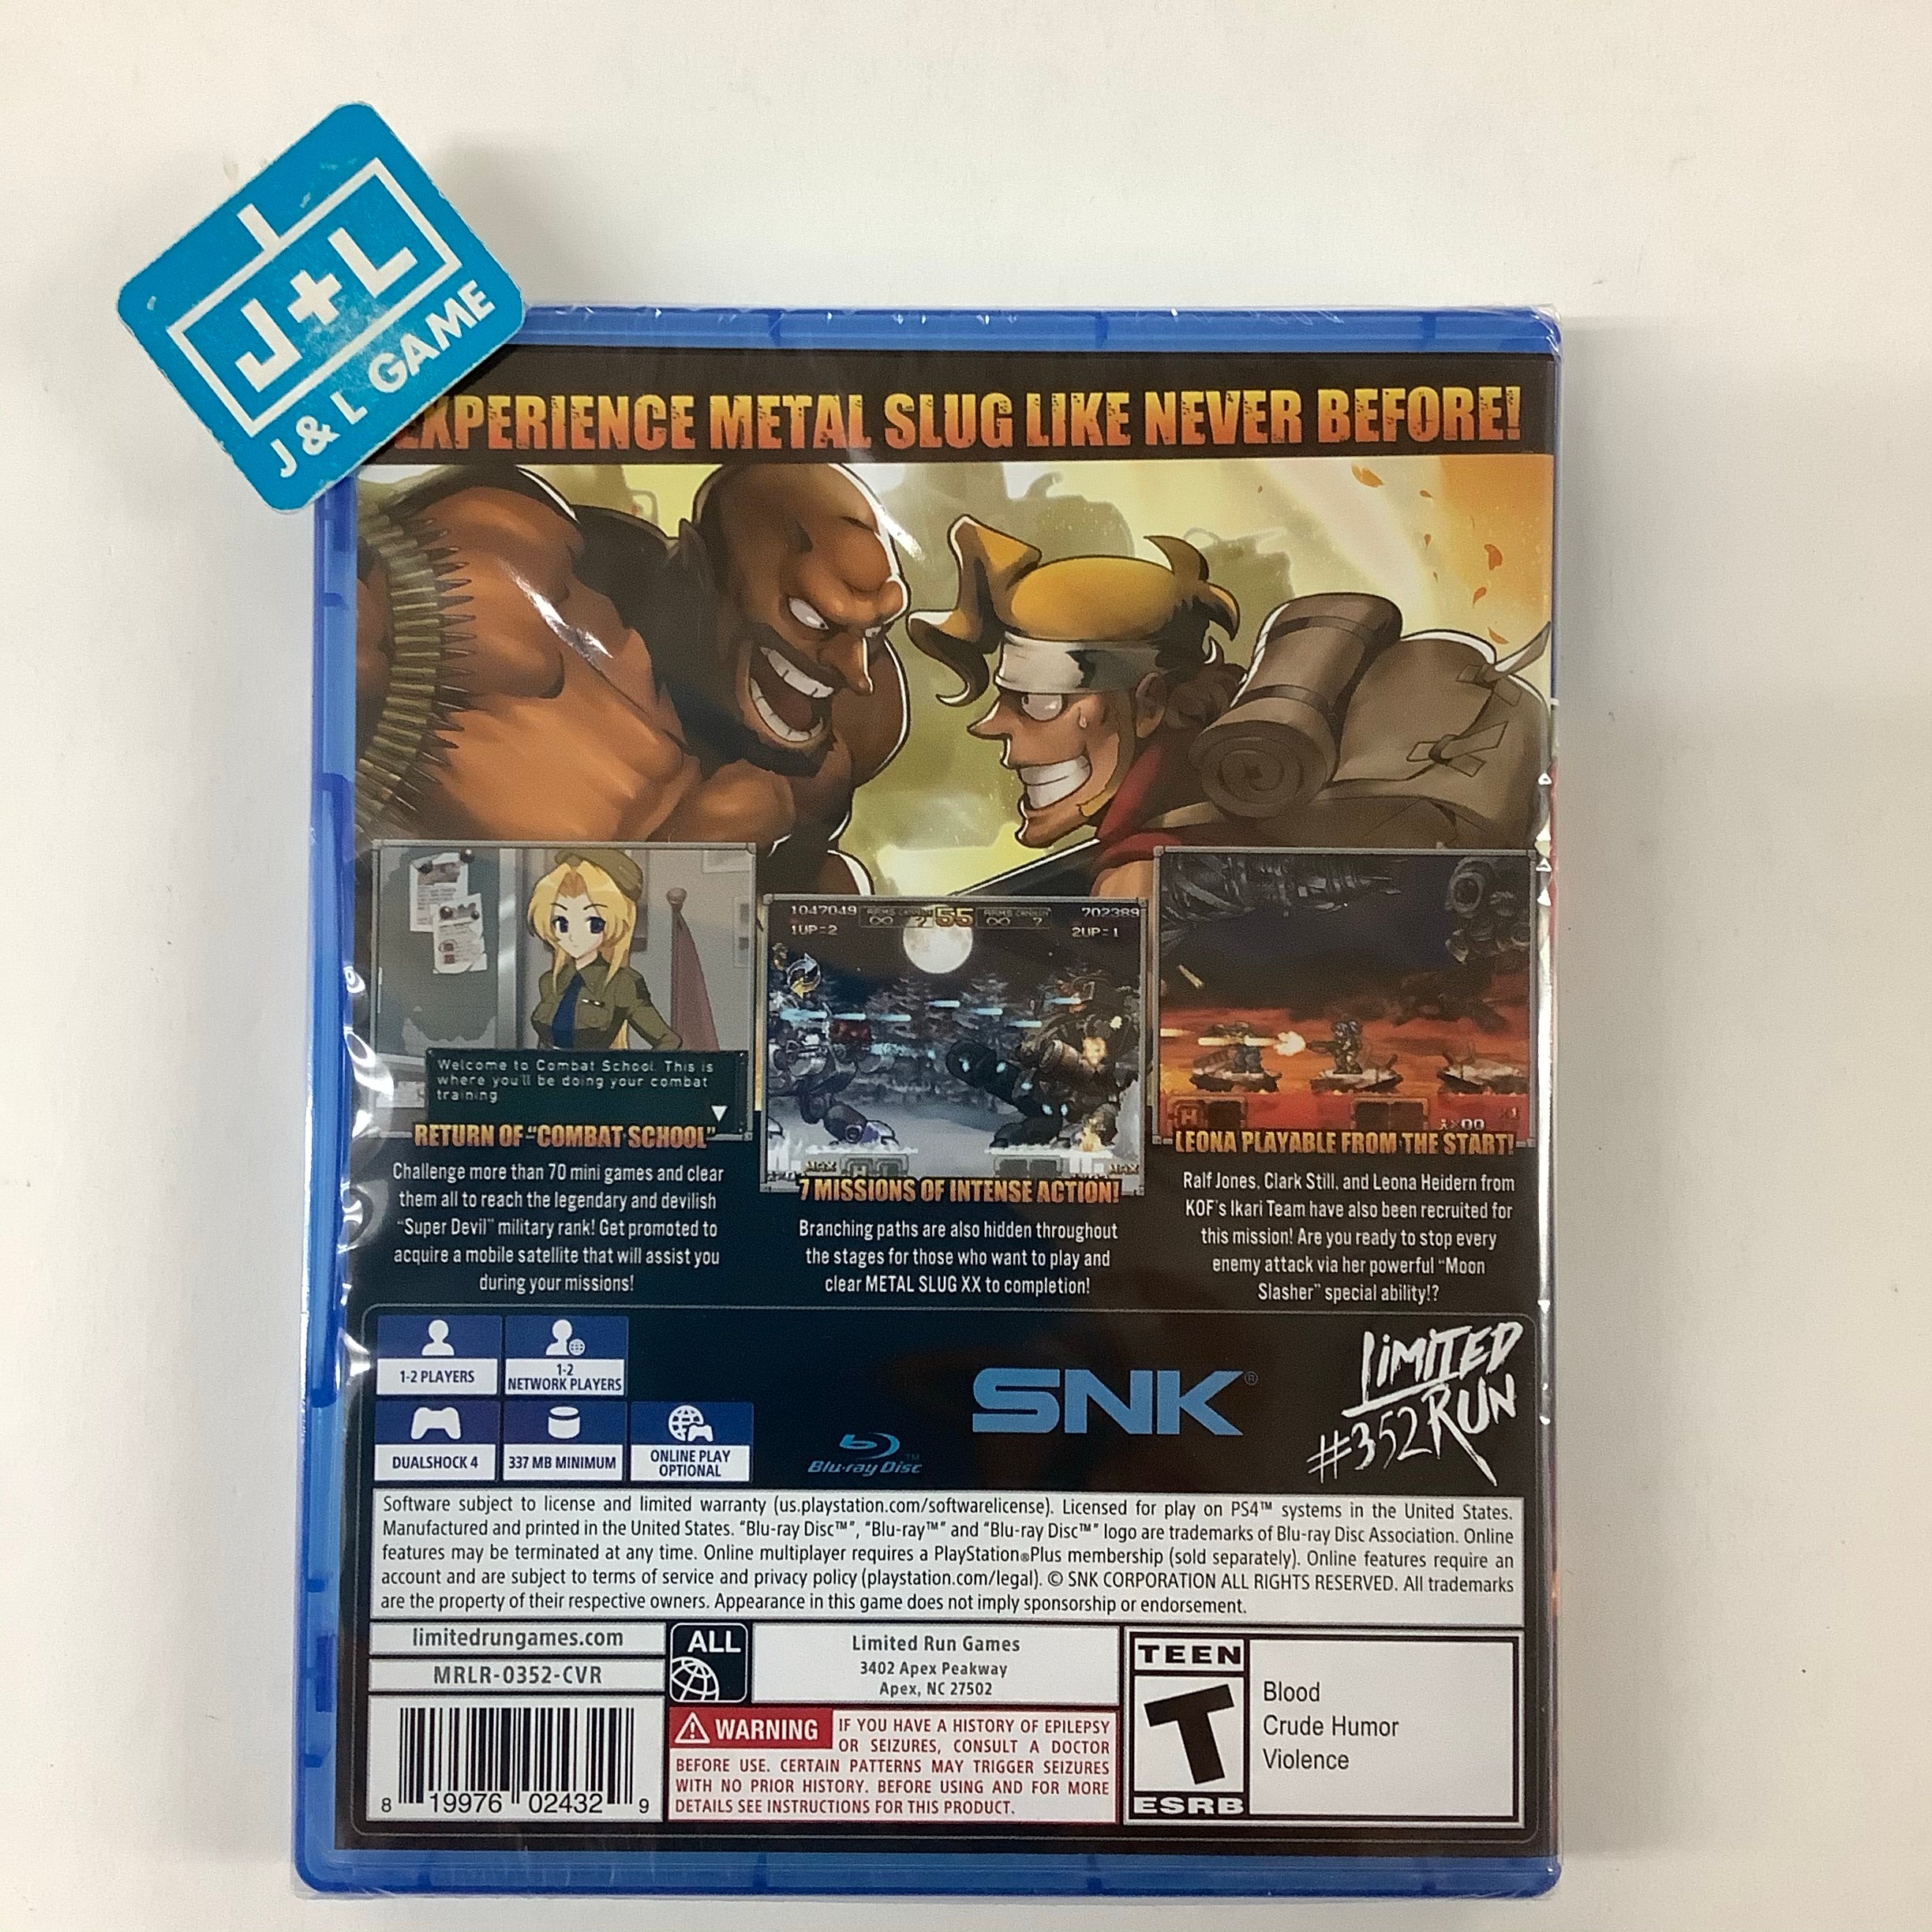 J+L
J & L GAME
EXPERIENCE METAL SLUG LIKE NEVER BEFORE!
Welcome to Combat School. This is
where you'll be doing your combat
training
RETURN OF "COMBAT SCHOOL"
Challenge more than 70 mini games and clear
them all to reach the legendary and devilish
"Super Devil" military rank! Get promoted to
acquire a mobile satellite that will assist you
during your missions!
1047049 ARMS CANNON 55 ARMS CANNON 702389
∞ ? ∞ ?
1UP=2 2UP=1
MAX MAX
7 MISSIONS OF INTENSE ACTION!
Branching paths are also hidden throughout
the stages for those who want to play and
clear METAL SLUG XX to completion!
LEONA PLAYABLE FROM THE START!
Ralf Jones, Clark Still, and Leona Heidern from
KOF's Ikari Team have also been recruited for
this mission! Are you ready to stop every
enemy attack via her powerful "Moon
Slasher" special ability!?
1-2 PLAYERS
1-2
NETWORK PLAYERS
DUALSHOCK 4
337 MB MINIMUM
ONLINE PLAY
OPTIONAL
Blu-ray Disc™
SNK®
LIMITED
RUN
#352
Software subject to license and limited warranty (us.playstation.com/softwarelicense). Licensed for play on PS4™ systems in the United States.
Manufactured and printed in the United States. "Blu-ray Disc™", "Blu-ray™" and "Blu-ray Disc™" logo are trademarks of Blu-ray Disc Association. Online
features may be terminated at any time. Online multiplayer requires a PlayStation®Plus membership (sold separately). Online features require an
account and are subject to terms of service and privacy policy (playstation.com/legal). © SNK CORPORATION ALL RIGHTS RESERVED. All trademarks
are the property of their respective owners. Appearance in this game does not imply sponsorship or endorsement.
limitedrungames.com
MRLR-0352-CVR
8 19976 02432 9
ALL
Limited Run Games
3402 Apex Peakway
Apex, NC 27502
WARNING IF YOU HAVE A HISTORY OF EPILEPSY
OR SEIZURES, CONSULT A DOCTOR
BEFORE USE. CERTAIN PATTERNS MAY TRIGGER SEIZURES
WITH NO PRIOR HISTORY. BEFORE USING AND FOR MORE
DETAILS SEE INSTRUCTIONS FOR THIS PRODUCT.
TEEN
T
ESRB
Blood
Crude Humor
Violence